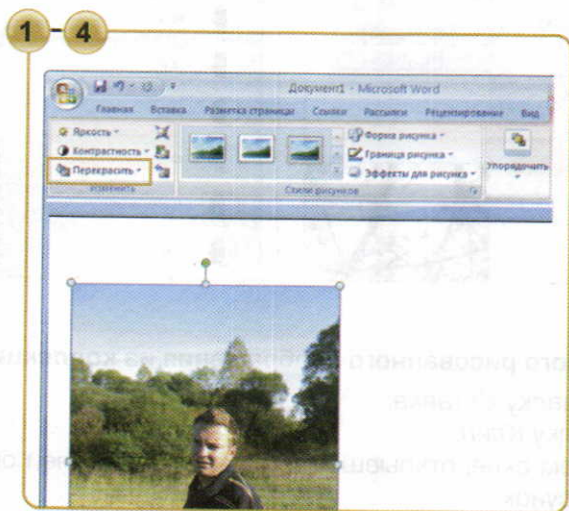 1 - 4
Документ1 - Microsoft Word
Главная Вставка Разметка страницы Ссылки Рассылки Рецензирование Вид
Яркость
Контрастность
Перекрасить
Изменить
Форма рисунка
Граница рисунка
Эффекты для рисунка
Стили рисунков
Упорядочить